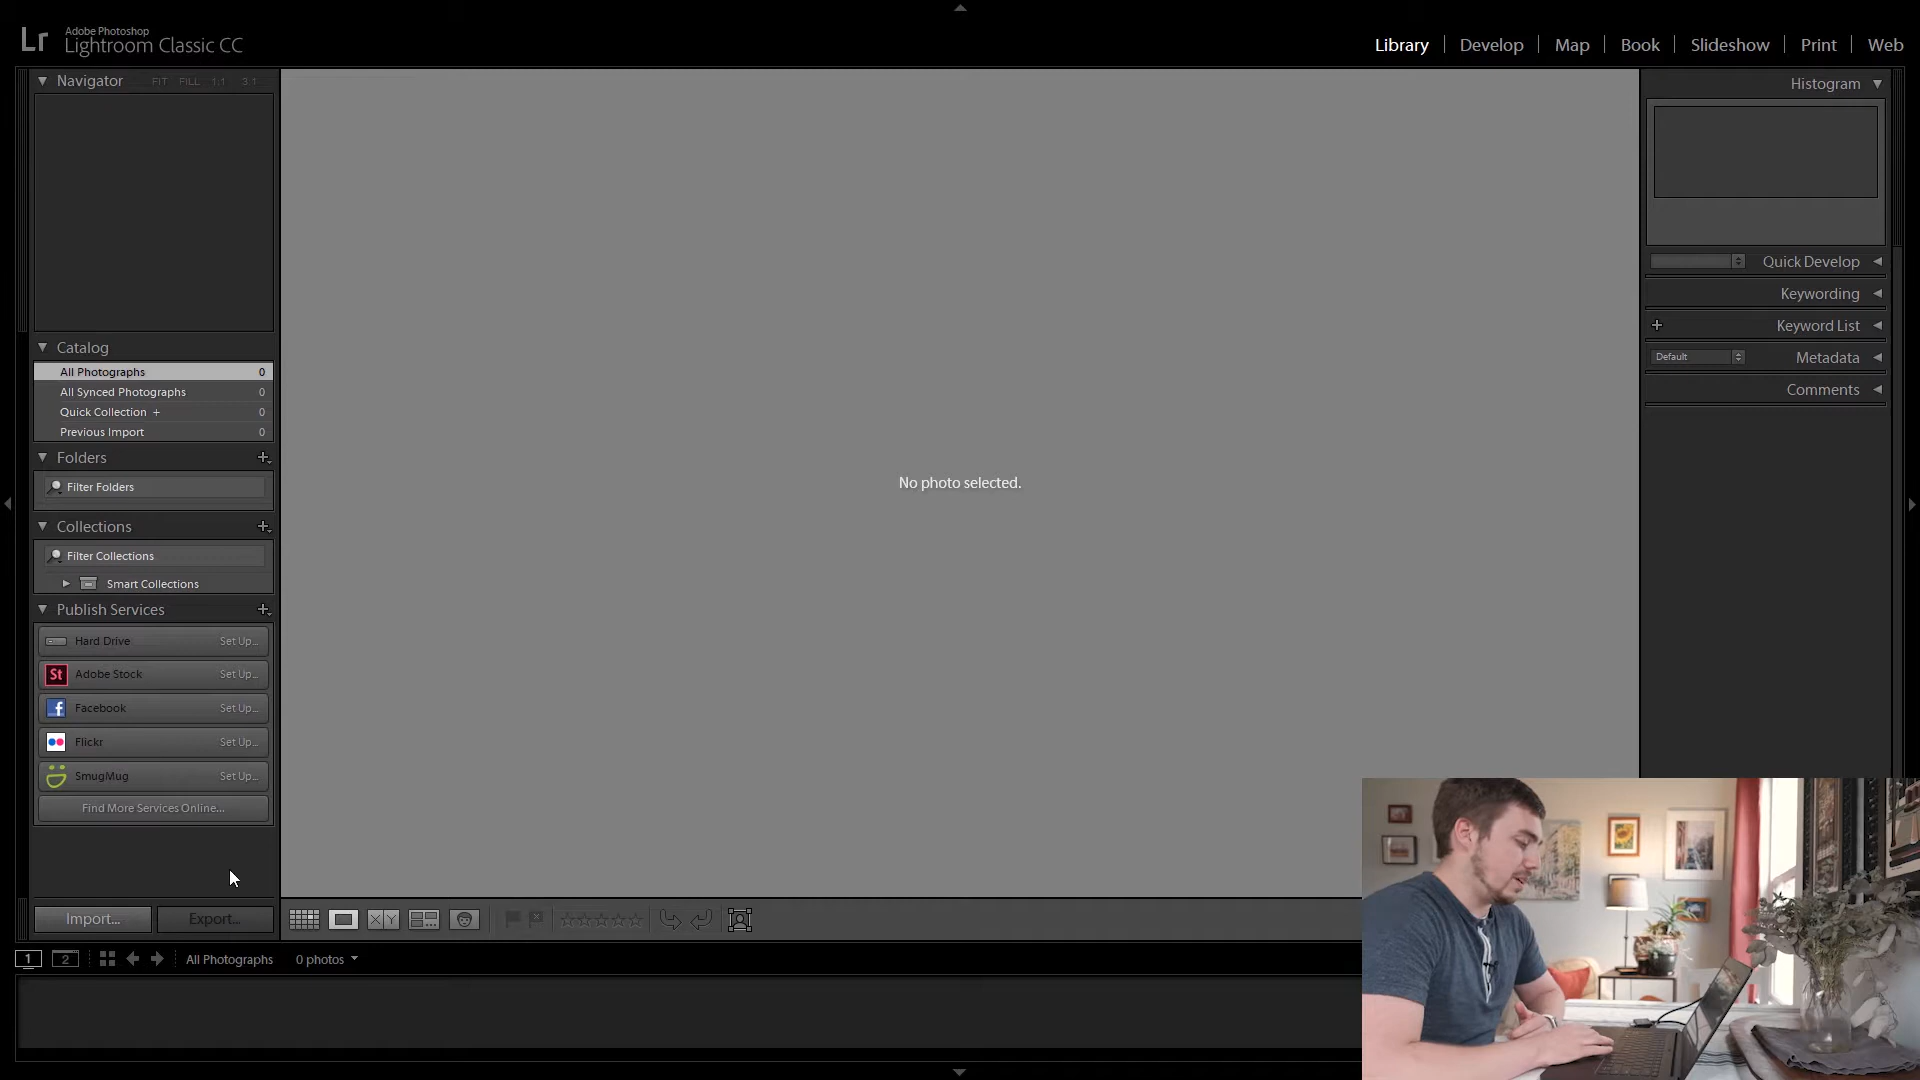 Lr
Adobe Photoshop
Lightroom Classic CC
Library
Develop
Map
Book
Slideshow
Print
Web
Navigator
FIT
FILL
1:1
3:1
Catalog
All Photographs 0
All Synced Photographs 0
Quick Collection + 0
Previous Import 0
Folders
Filter Folders
Collections
Filter Collections
Smart Collections
Publish Services
Hard Drive Set Up...
St Adobe Stock Set Up...
f Facebook Set Up...
Flickr Set Up...
SmugMug Set Up...
Find More Services Online...
Import...
Export...
No photo selected.
Histogram
Quick Develop
Keywording
Keyword List
Default
Metadata
Comments
X Y
1
2
All Photographs
0 photos